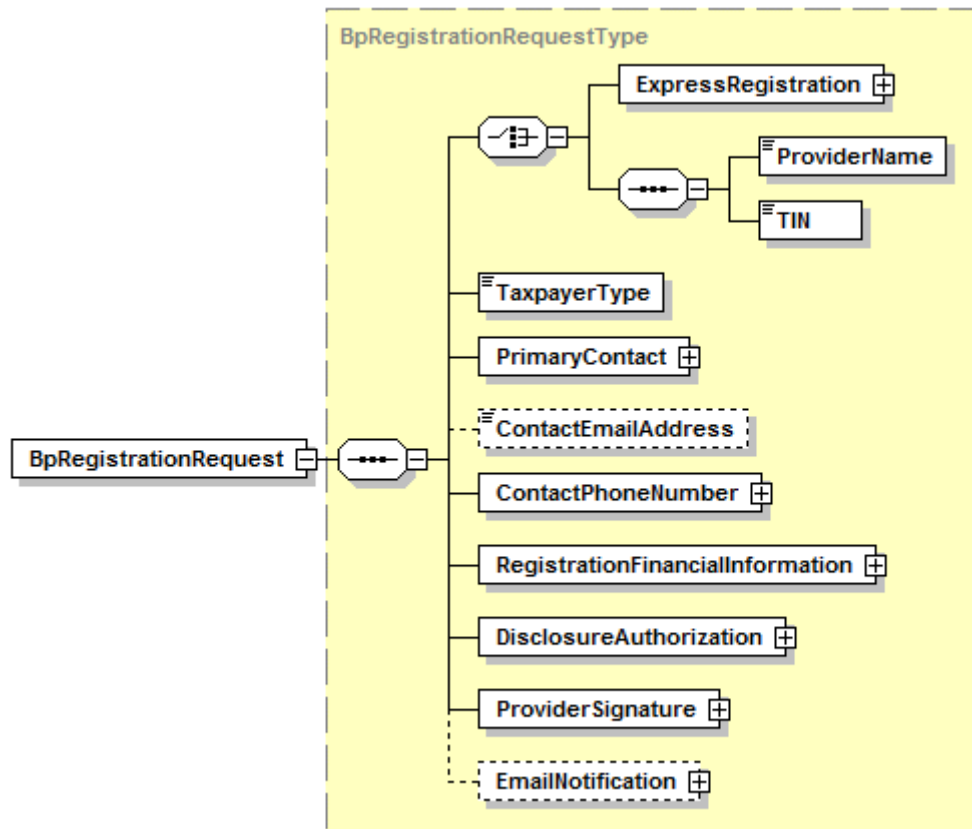 BpRegistrationRequestType
ExpressRegistration
ProviderName
TIN
TaxpayerType
PrimaryContact
ContactEmailAddress
BpRegistrationRequest
ContactPhoneNumber
RegistrationFinancialInformation
DisclosureAuthorization
ProviderSignature
EmailNotification